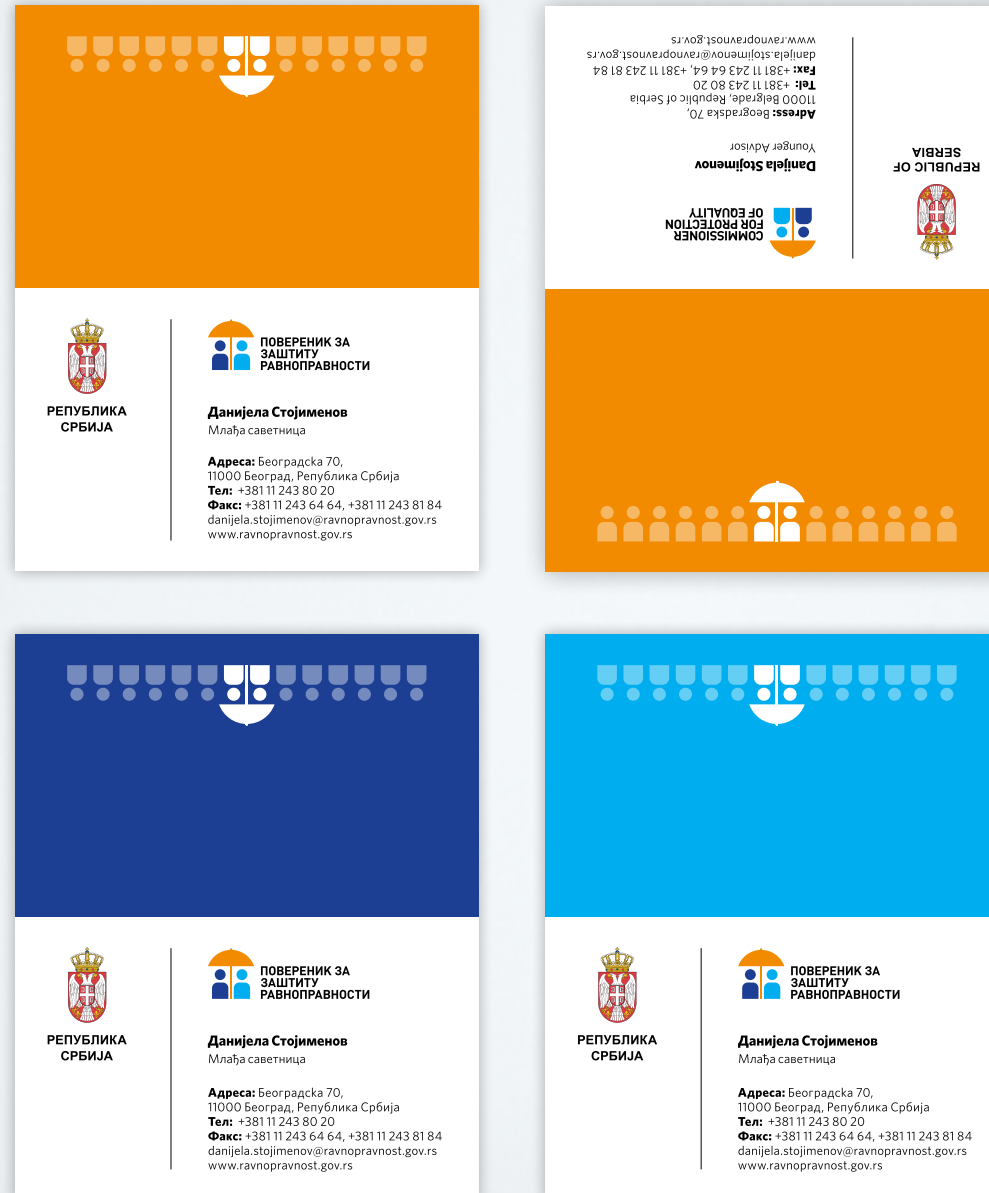 РЕПУБЛИКА
СРБИЈА
ПОВЕРЕНИК ЗА
ЗАШТИТУ
РАВНОПРАВНОСТИ
Данијела Стојименов
Млађа саветница
Адреса: Београдска 70,
11000 Београд, Република Србија
Тел: +381 11 243 80 20
Факс: +381 11 243 64 64, +381 11 243 81 84
danijela.stojimenov@ravnopravnost.gov.rs
www.ravnopravnost.gov.rs
REPUBLIC OF
SERBIA
COMMISSIONER
FOR PROTECTION
OF EQUALITY
Danijela Stojimenov
Younger Advisor
Adress: Beogradska 70,
11000 Belgrade, Republic of Serbia
Tel: +381 11 243 80 20
Fax: +381 11 243 64 64, +381 11 243 81 84
danijela.stojimenov@ravnopravnost.gov.rs
www.ravnopravnost.gov.rs
РЕПУБЛИКА
СРБИЈА
ПОВЕРЕНИК ЗА
ЗАШТИТУ
РАВНОПРАВНОСТИ
Данијела Стојименов
Млађа саветница
Адреса: Београдска 70,
11000 Београд, Република Србија
Тел: +381 11 243 80 20
Факс: +381 11 243 64 64, +381 11 243 81 84
danijela.stojimenov@ravnopravnost.gov.rs
www.ravnopravnost.gov.rs
РЕПУБЛИКА
СРБИЈА
ПОВЕРЕНИК ЗА
ЗАШТИТУ
РАВНОПРАВНОСТИ
Данијела Стојименов
Млађа саветница
Адреса: Београдска 70,
11000 Београд, Република Србија
Тел: +381 11 243 80 20
Факс: +381 11 243 64 64, +381 11 243 81 84
danijela.stojimenov@ravnopravnost.gov.rs
www.ravnopravnost.gov.rs